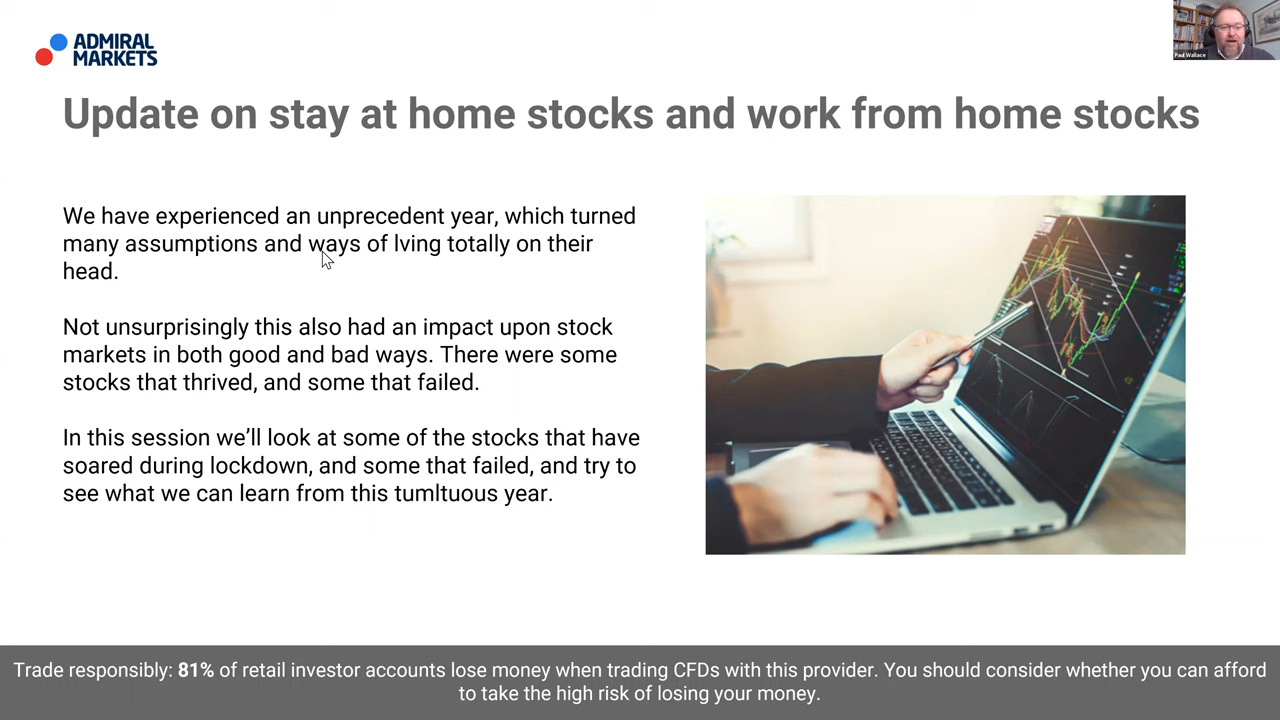 ADMIRAL
MARKETS
Paul Wallace
Update on stay at home stocks and work from home stocks
We have experienced an unprecedent year, which turned
many assumptions and ways of lving totally on their
head.
Not unsurprisingly this also had an impact upon stock
markets in both good and bad ways. There were some
stocks that thrived, and some that failed.
In this session we'll look at some of the stocks that have
soared during lockdown, and some that failed, and try to
see what we can learn from this tumltuous year.
Trade responsibly: 81% of retail investor accounts lose money when trading CFDs with this provider. You should consider whether you can afford
to take the high risk of losing your money.